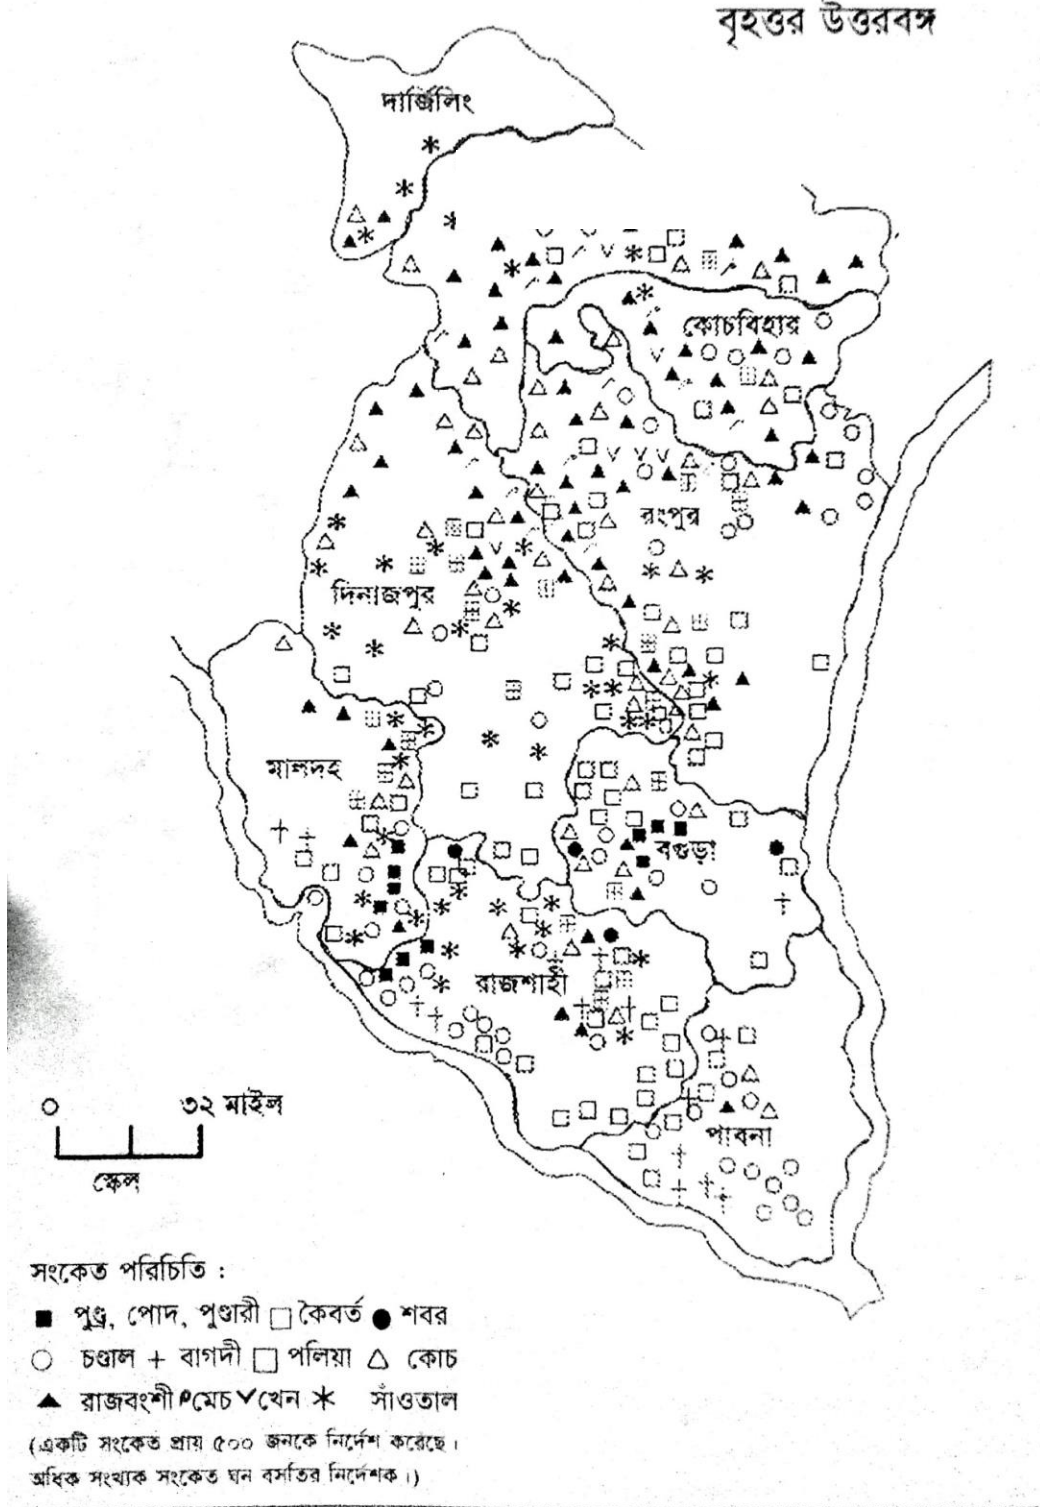 বৃহত্তর উত্তরবঙ্গ
দার্জিলিং
কোচবিহার
রংপুর
দিনাজপুর
মালদহ
বগুড়া
রাজশাহী
পাবনা
০ ৩২ মাইল
স্কেল
সংকেত পরিচিতি :
■ পুণ্ড্র, পোদ, পুণ্ডারী □ কৈবর্ত ● শবর
○ চণ্ডাল + বাগদী □ পলিয়া △ কোচ
▲ রাজবংশী ᑭ মেচ ∨ খেন * সাঁওতাল
(একটি সংকেত প্রায় ৫০০ জনকে নির্দেশ করেছে।
অধিক সংখ্যক সংকেত ঘন বসতির নির্দেশক।)